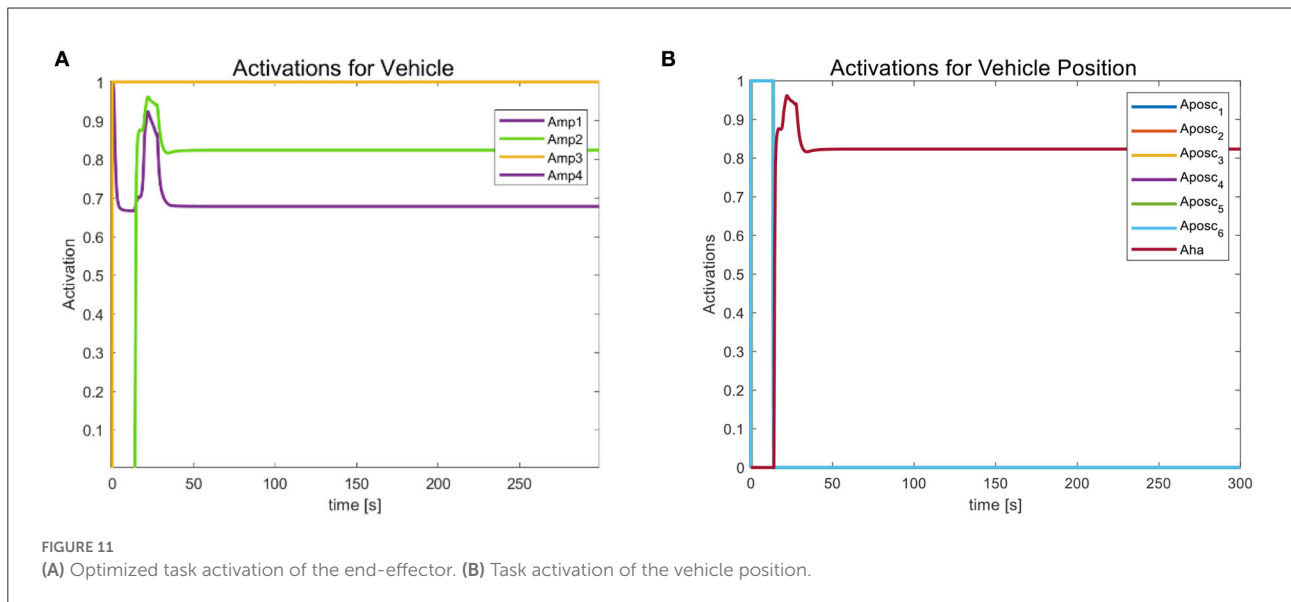 A
Activations for Vehicle
1
0.9
0.8
0.7
0.6
0.5
0.4
0.3
0.2
0.1
Activation
0 50 100 150 200 250
time [s]
Amp1
Amp2
Amp3
Amp4
B
Activations for Vehicle Position
1
0.9
0.8
0.7
0.6
0.5
0.4
0.3
0.2
0.1
0
Activations
0 50 100 150 200 250 300
time [s]
Aposc1
Aposc2
Aposc3
Aposc4
Aposc5
Aposc6
Aha
FIGURE 11
(A) Optimized task activation of the end-effector. (B) Task activation of the vehicle position.